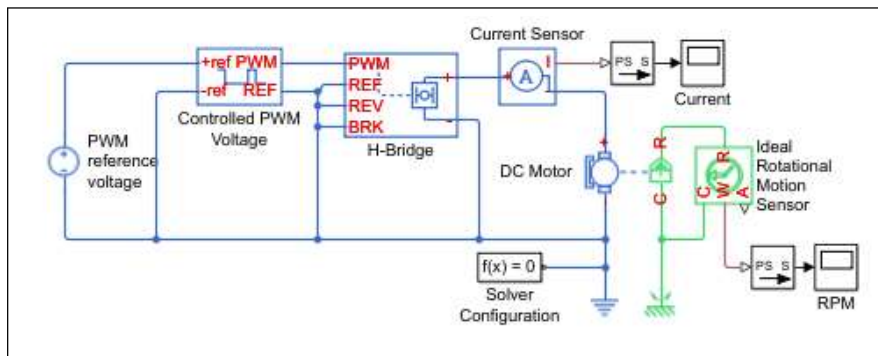 Current Sensor
+ref PWM
-ref REF
Controlled PWM
Voltage
PWM
REF
REV
BRK
+
-
H-Bridge
+
A
I
PS S
Current
PWM
reference
voltage
+
-
DC Motor
R
C
R
C
W
A
Ideal
Rotational
Motion
Sensor
f(x) = 0
Solver
Configuration
PS S
RPM